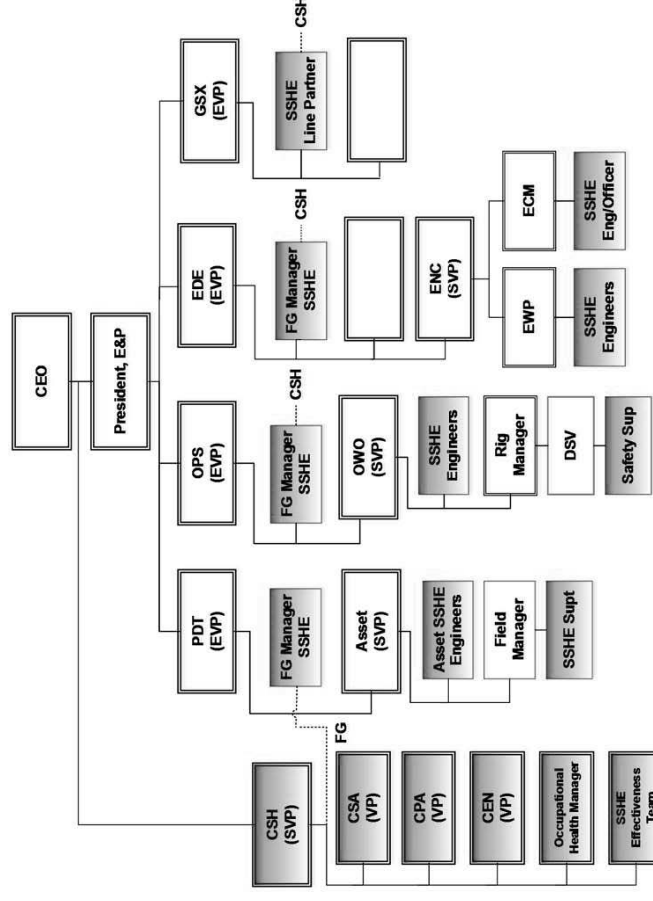 CEO
President, E&P
CSH
(SVP)
PDT
(EVP)
OPS
(EVP)
EDE
(EVP)
GSX
(EVP)
FG Manager
SSHE
CSH
FG Manager
SSHE
CSH
FG Manager
SSHE
CSH
SSHE
Line Partner
FG
CSA
(VP)
CPA
(VP)
CEN
(VP)
Occupational
Health Manager
SSHE
Effectiveness
Team
Asset
(SVP)
Asset SSHE
Engineers
Field
Manager
SSHE Supt
OWO
(SVP)
SSHE
Engineers
Rig
Manager
DSV
Safety Sup
ENC
(SVP)
EWP
ECM
SSHE
Engineers
SSHE
Eng/Officer